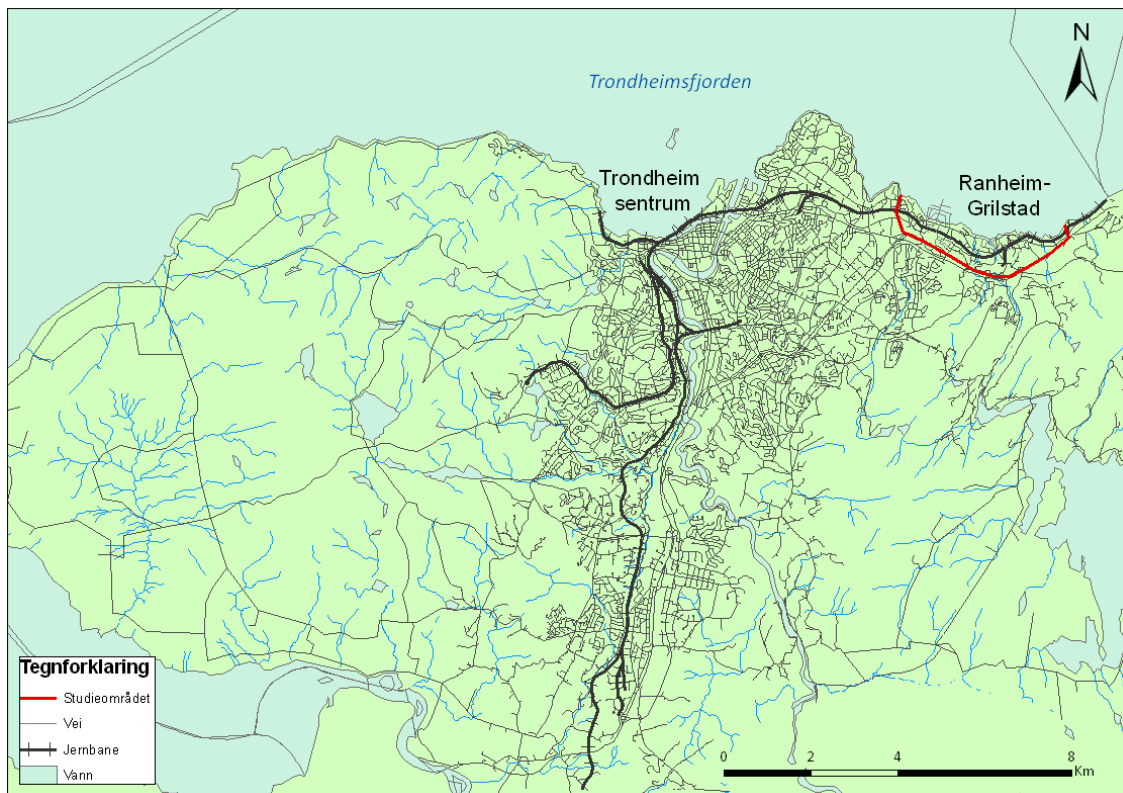 N
Trondheimsfjorden
Trondheim
sentrum
Ranheim-
Grilstad
Tegnforklaring
Studieområdet
Vei
Jernbane
Vann
0 2 4 8
Km